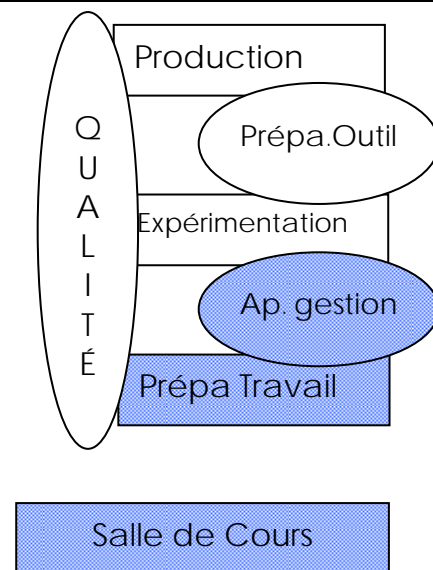 Production
Prépa.Outil
Q
U
A
L
I
T
É
Expérimentation
Ap. gestion
Prépa Travail
Salle de Cours